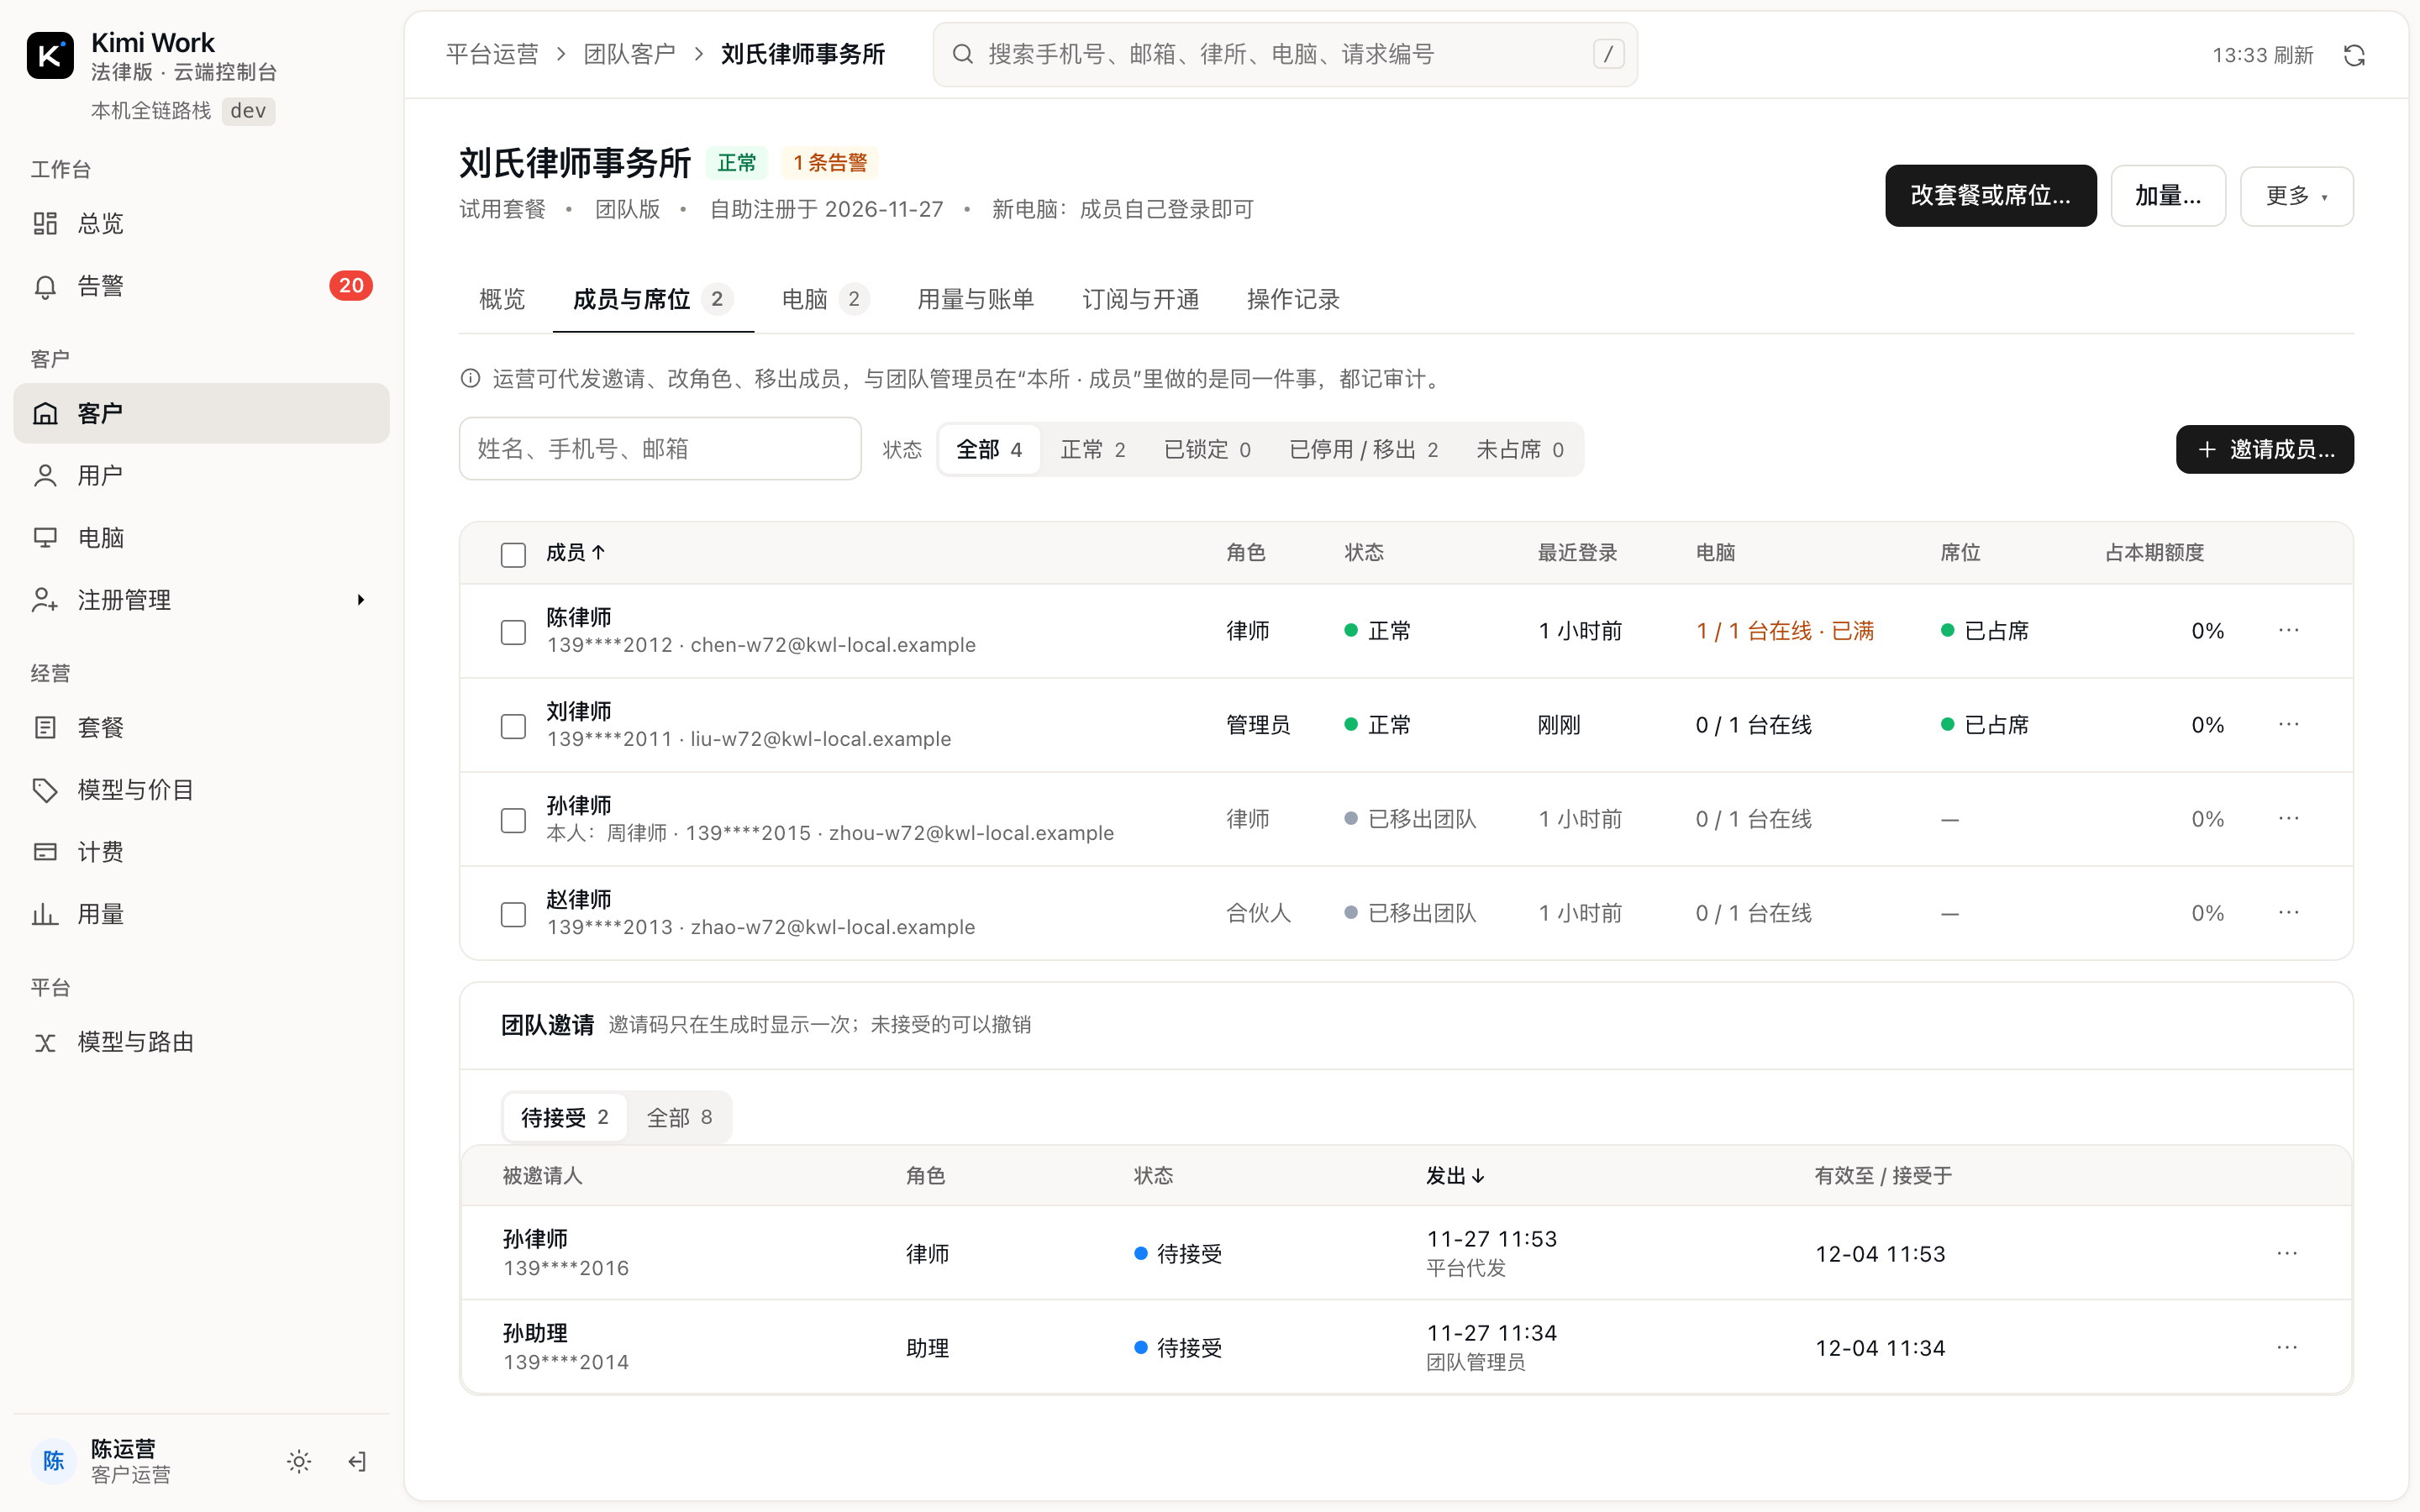 Kimi Work
法律版 · 云端控制台
本机全链路栈 dev
工作台
总览
告警 20
客户
客户
用户
电脑
注册管理
经营
套餐
模型与价目
计费
用量
平台
模型与路由
陈 陈运营
客户运营
平台运营 > 团队客户 > 刘氏律师事务所
搜索手机号、邮箱、律所、电脑、请求编号 /
13:33 刷新
刘氏律师事务所 正常 1 条告警
试用套餐 • 团队版 • 自助注册于 2026-11-27 • 新电脑：成员自己登录即可
改套餐或席位… 加量… 更多
概览 成员与席位 2 电脑 2 用量与账单 订阅与开通 操作记录
运营可代发邀请、改角色、移出成员，与团队管理员在“本所 · 成员”里做的是同一件事，都记审计。
姓名、手机号、邮箱 状态 全部 4 正常 2 已锁定 0 已停用 / 移出 2 未占席 0 + 邀请成员…
成员 ↑ 角色 状态 最近登录 电脑 席位 占本期额度
陈律师
139****2012 · chen-w72@kwl-local.example 律师 正常 1 小时前 1 / 1 台在线 · 已满 已占席 0% …
刘律师
139****2011 · liu-w72@kwl-local.example 管理员 正常 刚刚 0 / 1 台在线 已占席 0% …
孙律师
本人：周律师 · 139****2015 · zhou-w72@kwl-local.example 律师 已移出团队 1 小时前 0 / 1 台在线 — 0% …
赵律师
139****2013 · zhao-w72@kwl-local.example 合伙人 已移出团队 1 小时前 0 / 1 台在线 — 0% …
团队邀请 邀请码只在生成时显示一次；未接受的可以撤销
待接受 2 全部 8
被邀请人 角色 状态 发出 ↓ 有效至 / 接受于
孙律师
139****2016 律师 待接受 11-27 11:53 平台代发 12-04 11:53 …
孙助理
139****2014 助理 待接受 11-27 11:34 团队管理员 12-04 11:34 …